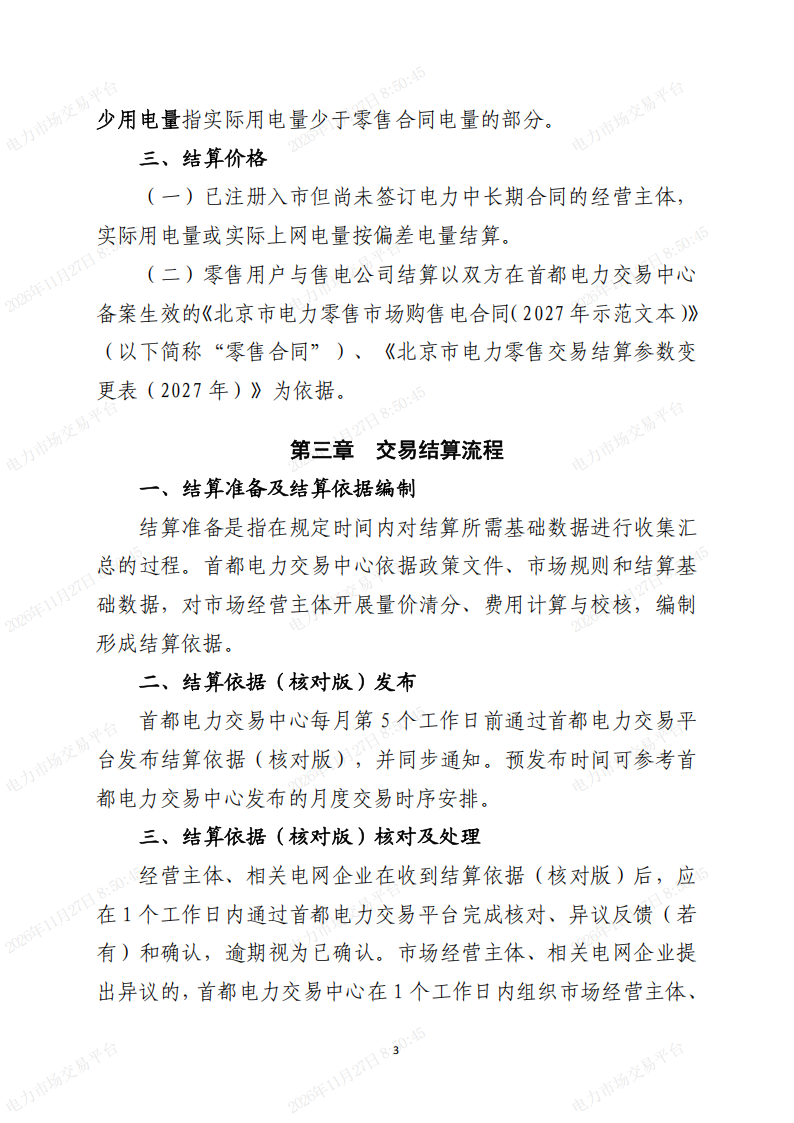 少用电量指实际用电量少于零售合同电量的部分。
三、结算价格
（一）已注册入市但尚未签订电力中长期合同的经营主体，
实际用电量或实际上网电量按偏差电量结算。
（二）零售用户与售电公司结算以双方在首都电力交易中心
备案生效的《北京市电力零售市场购售电合同（2027 年示范文本）》
（以下简称“零售合同”）、《北京市电力零售交易结算参数变
更表（2027 年）》为依据。
第三章　交易结算流程
一、结算准备及结算依据编制
结算准备是指在规定时间内对结算所需基础数据进行收集汇
总的过程。首都电力交易中心依据政策文件、市场规则和结算基
础数据，对市场经营主体开展量价清分、费用计算与校核，编制
形成结算依据。
二、结算依据（核对版）发布
首都电力交易中心每月第 5 个工作日前通过首都电力交易平
台发布结算依据（核对版），并同步通知。预发布时间可参考首
都电力交易中心发布的月度交易时序安排。
三、结算依据（核对版）核对及处理
经营主体、相关电网企业在收到结算依据（核对版）后，应
在 1 个工作日内通过首都电力交易平台完成核对、异议反馈（若
有）和确认，逾期视为已确认。市场经营主体、相关电网企业提
出异议的，首都电力交易中心在 1 个工作日内组织市场经营主体、
3
电力市场交易平台
2026年11月27日 8:50:45